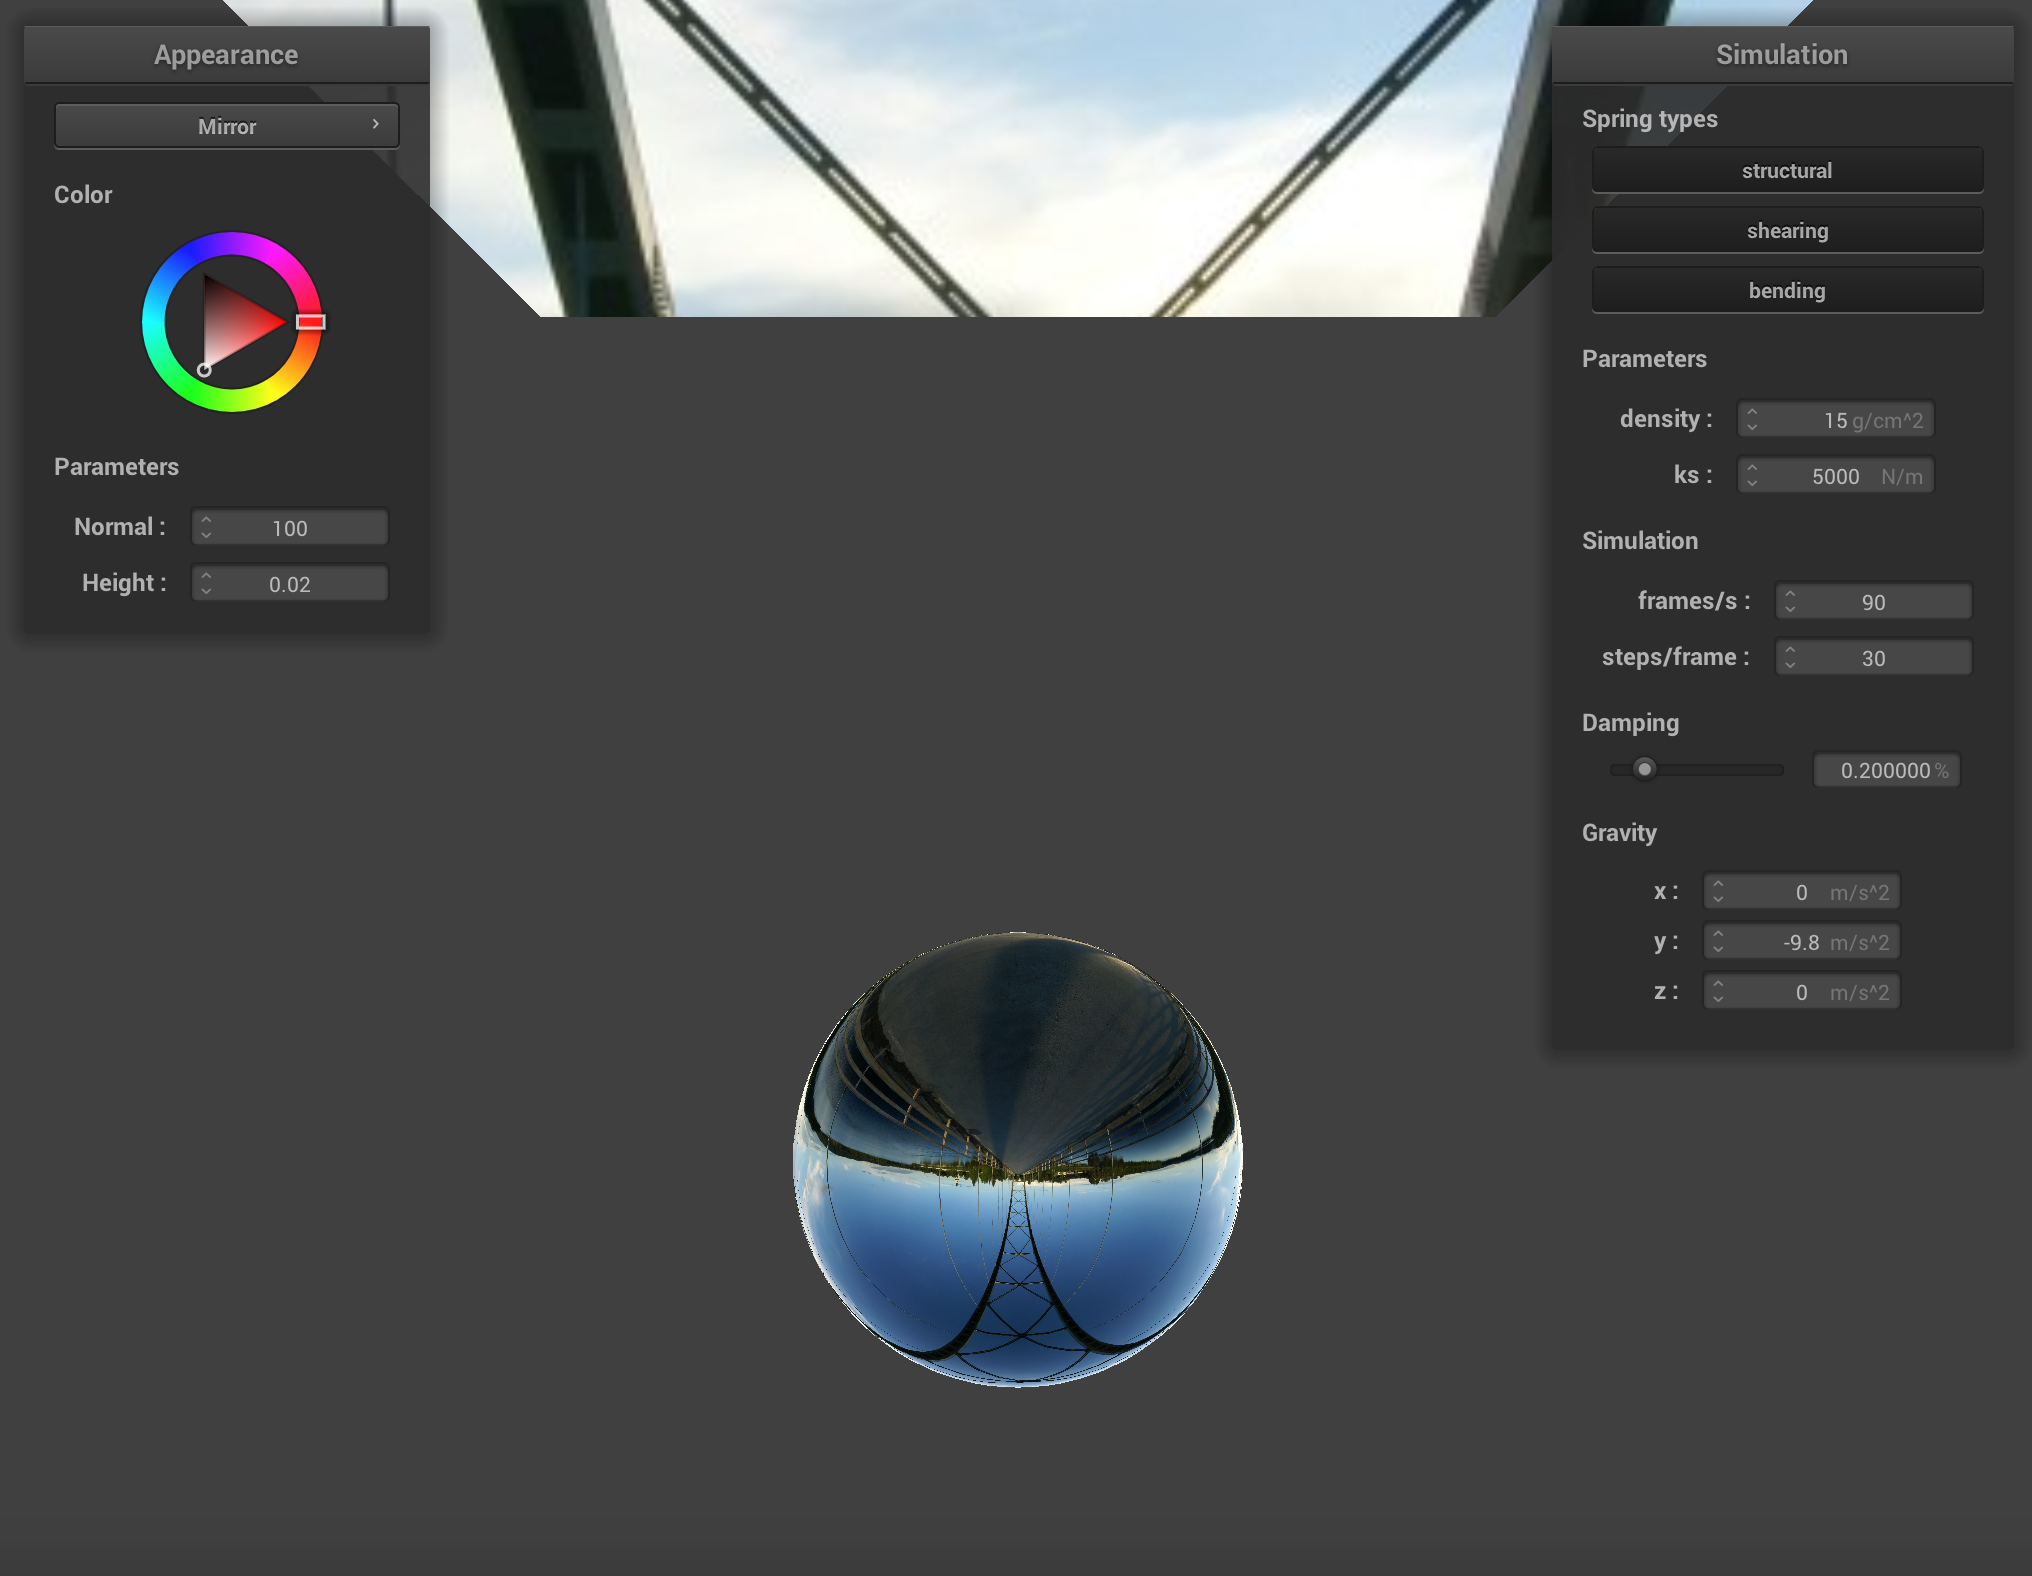 Appearance
Mirror
Color
Parameters
Normal : 100
Height : 0.02
Simulation
Spring types
structural
shearing
bending
Parameters
density : 15 g/cm^2
ks : 5000 N/m
Simulation
frames/s : 90
steps/frame : 30
Damping
0.200000 %
Gravity
x : 0 m/s^2
y : -9.8 m/s^2
z : 0 m/s^2